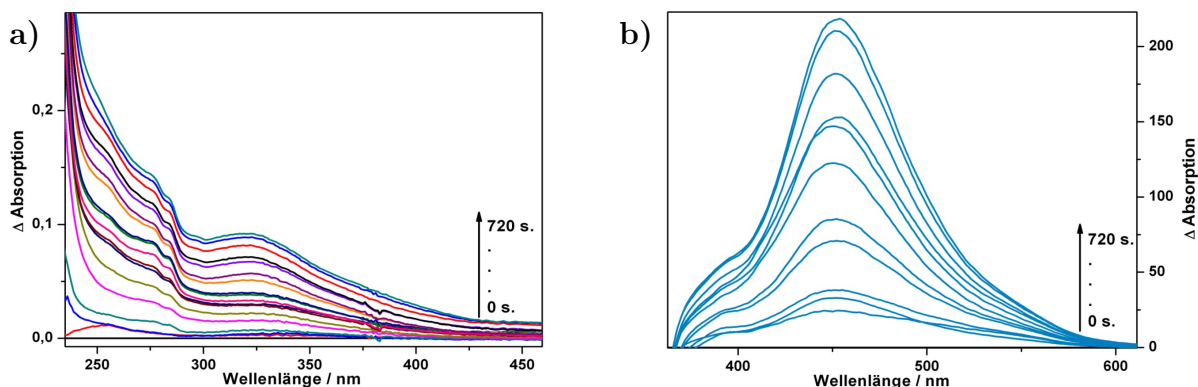 a)
Δ Absorption
0,2
0,1
0,0
720 s.
.
.
.
0 s.
250 300 350 400 450
Wellenlänge / nm
b)
200
150
100
50
0
Δ Absorption
720 s.
.
.
.
0 s.
400 500 600
Wellenlänge / nm